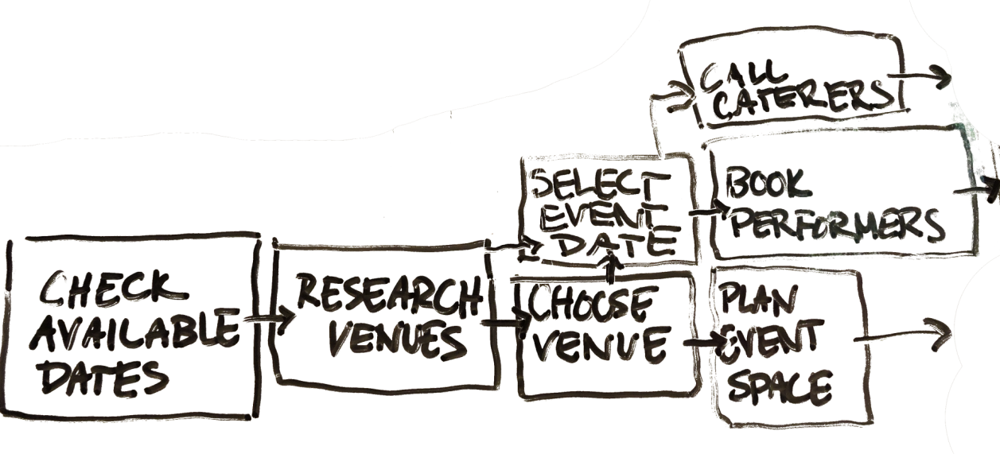 CHECK
AVAILABLE
DATES
RESEARCH
VENUES
SELECT
EVENT
DATE
CHOOSE
VENUE
CALL
CATERERS
BOOK
PERFORMERS
PLAN
EVENT
SPACE